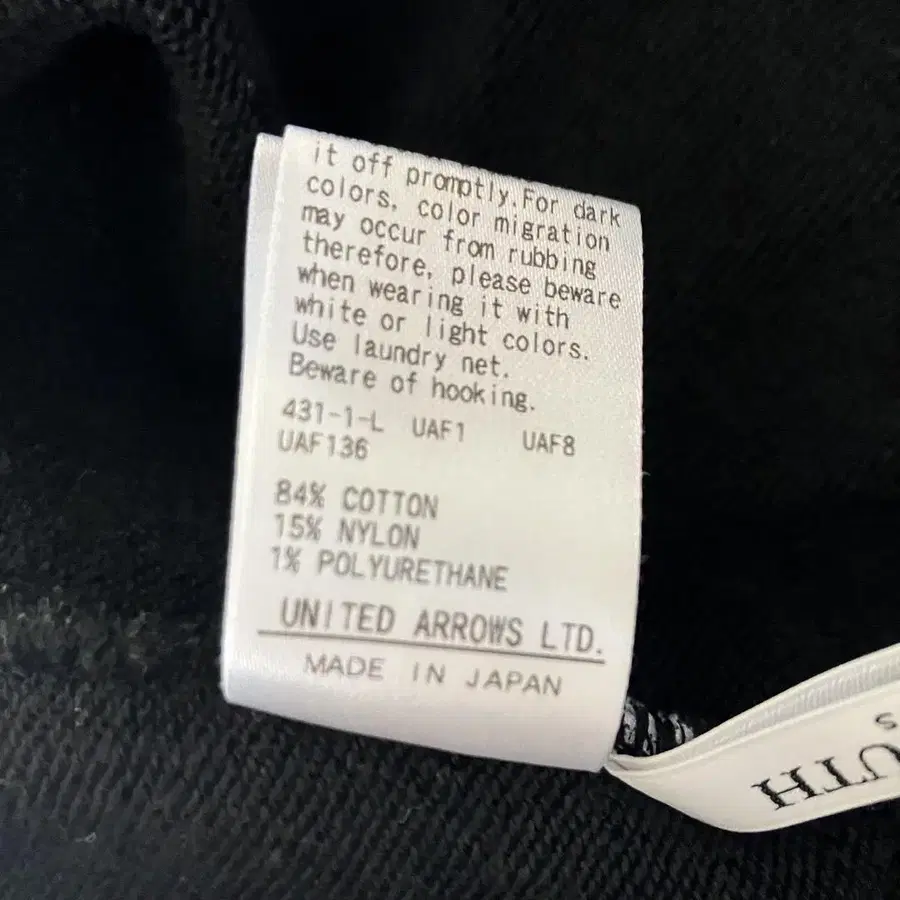 it off promptly.For dark
colors, color migration
may occur from rubbing
therefore, please beware
when wearing it with
white or light colors.
Use laundry net.
Beware of hooking.
431-1-L UAF1 UAF8
UAF136
84% COTTON
15% NYLON
1% POLYURETHANE
UNITED ARROWS LTD.
MADE IN JAPAN
UTH
S